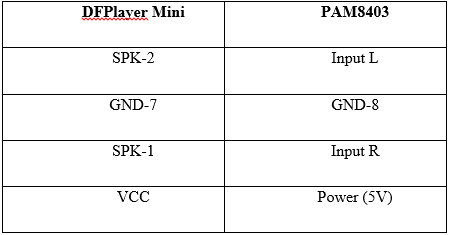 DFPlayer Mini PAM8403
SPK-2 Input L
GND-7 GND-8
SPK-1 Input R
VCC Power (5V)